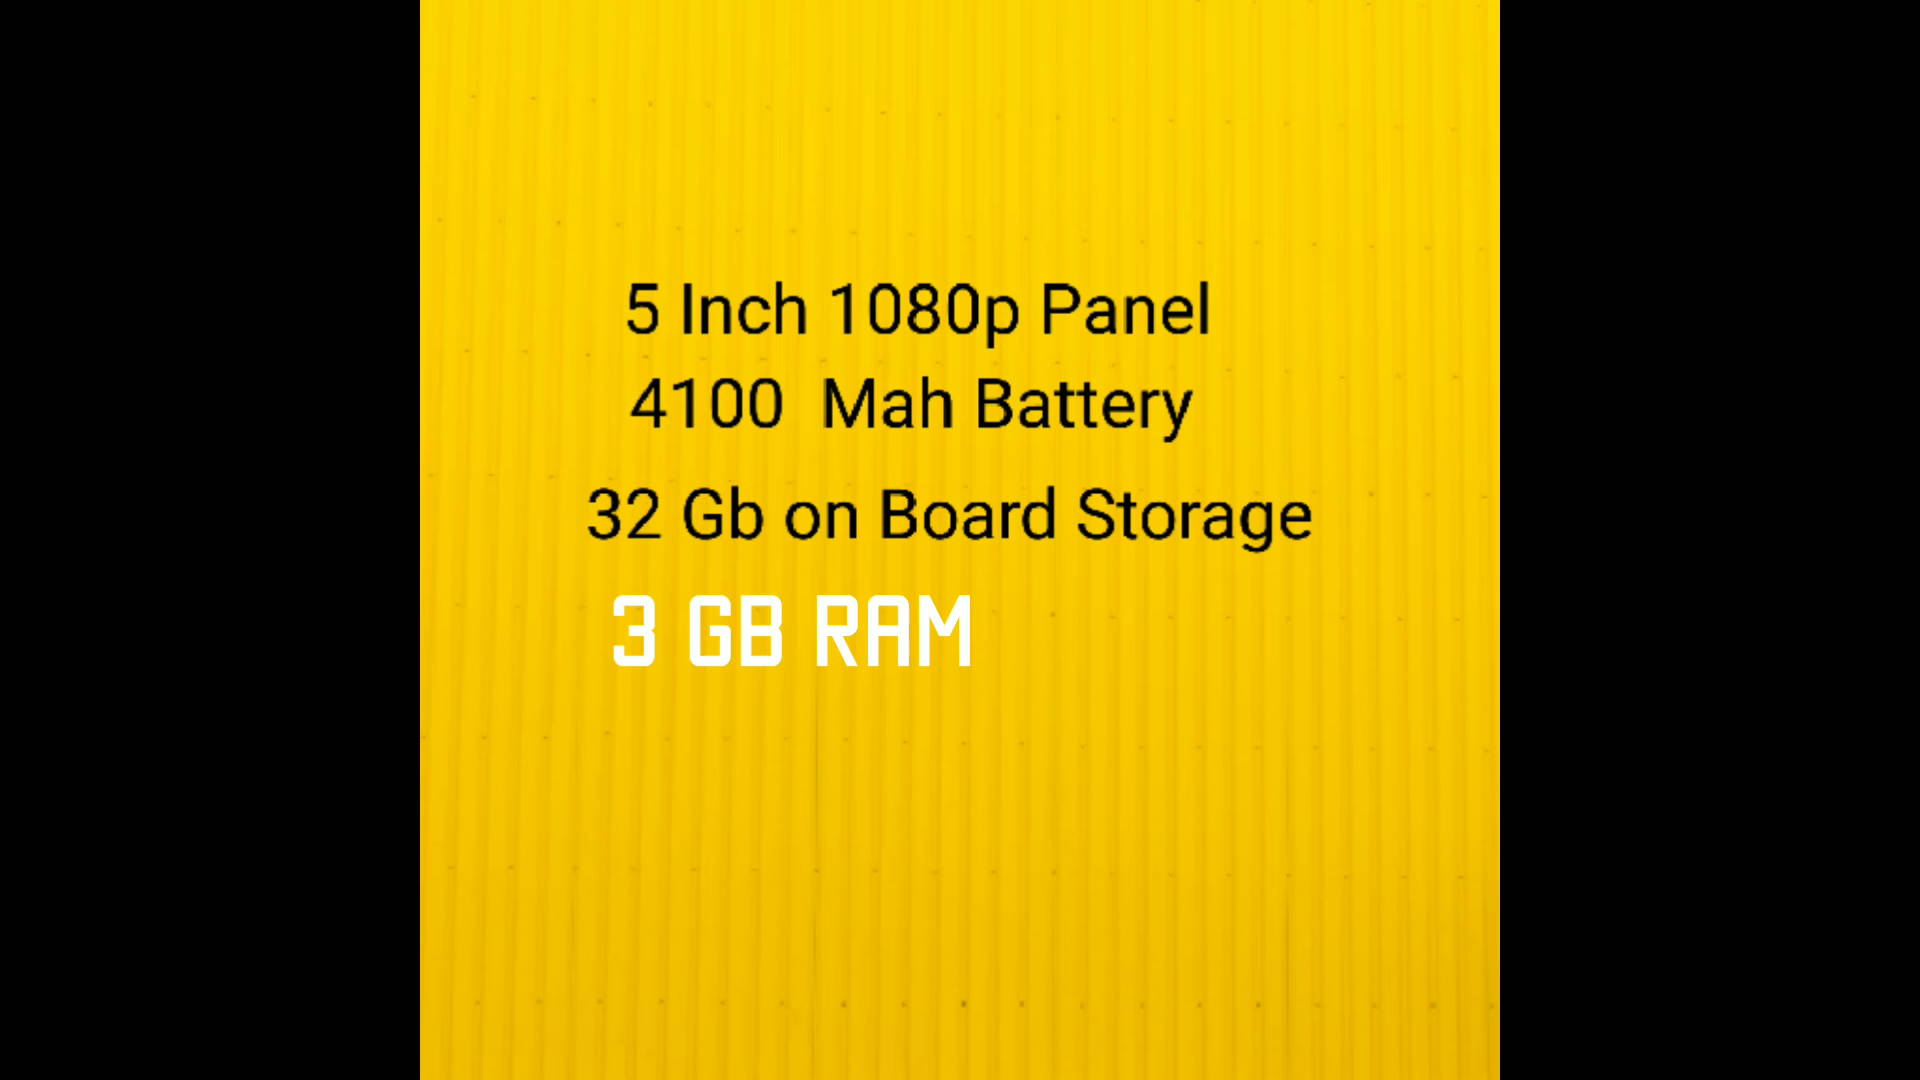 5 Inch 1080p Panel
4100 Mah Battery
32 Gb on Board Storage
3 GB RAM